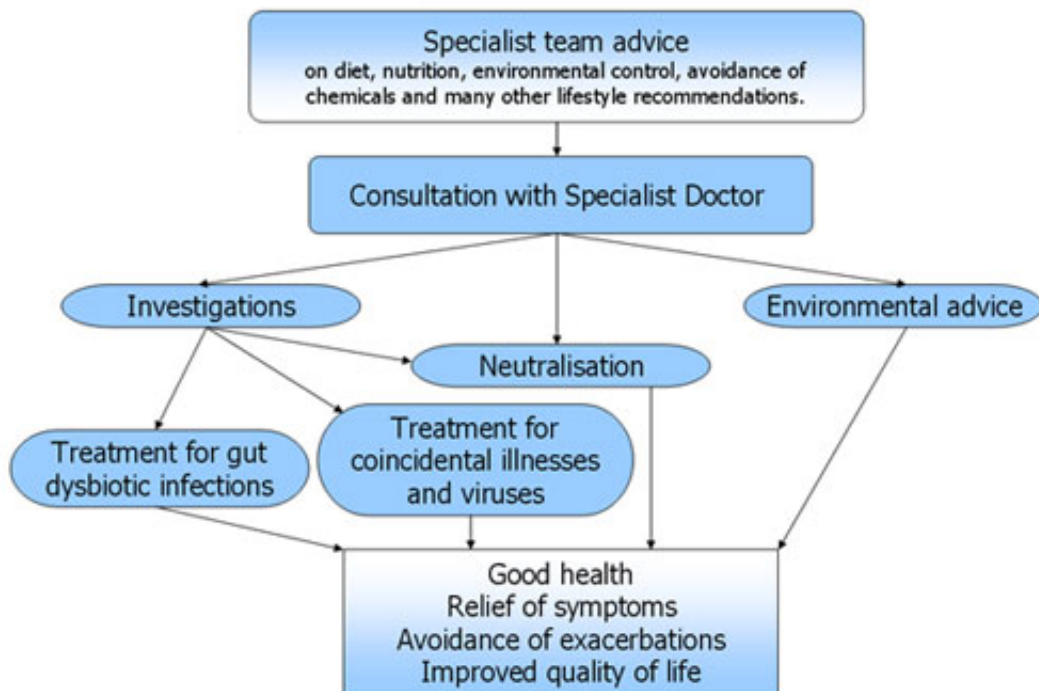 Specialist team advice
on diet, nutrition, environmental control, avoidance of
chemicals and many other lifestyle recommendations.
Consultation with Specialist Doctor
Investigations
Environmental advice
Neutralisation
Treatment for gut
dysbiotic infections
Treatment for
coincidental illnesses
and viruses
Good health
Relief of symptoms
Avoidance of exacerbations
Improved quality of life